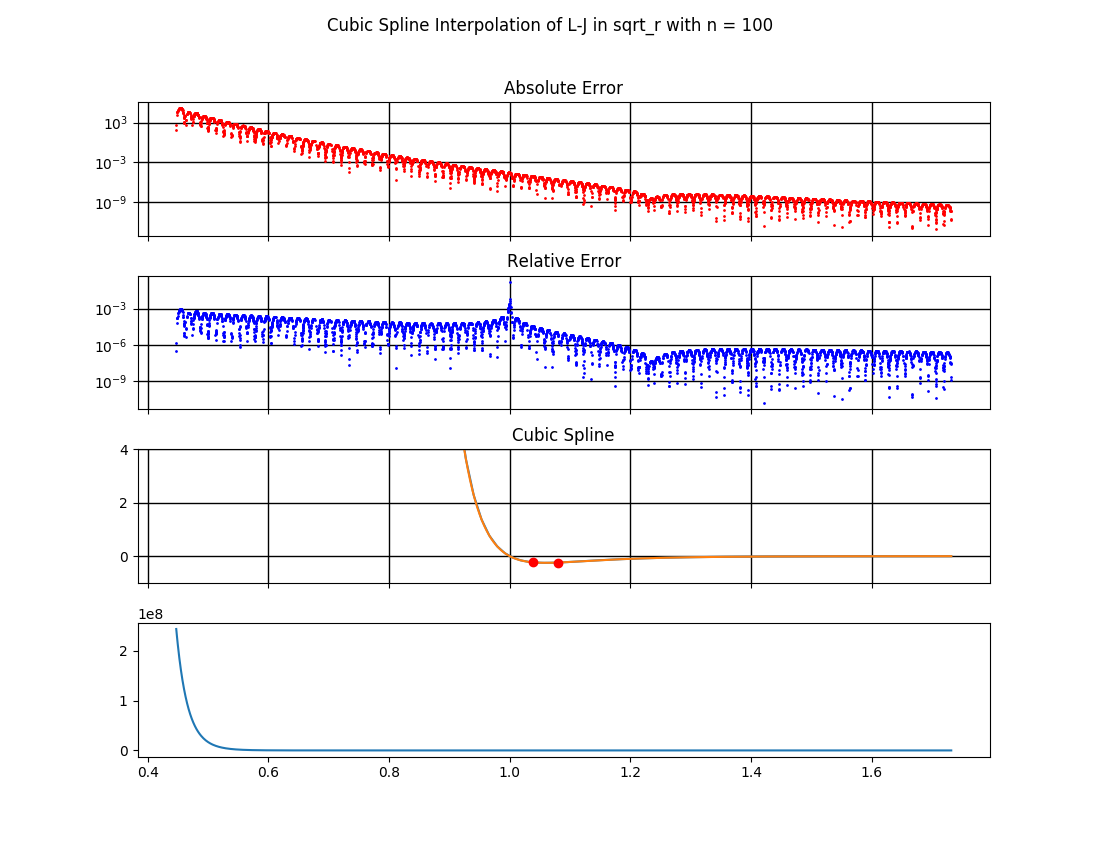 Cubic Spline Interpolation of L-J in sqrt_r with n = 100
Absolute Error
10³
10⁻³
10⁻⁹
Relative Error
10⁻³
10⁻⁶
10⁻⁹
Cubic Spline
4
2
0
1e8
2
1
0
0.4 0.6 0.8 1.0 1.2 1.4 1.6